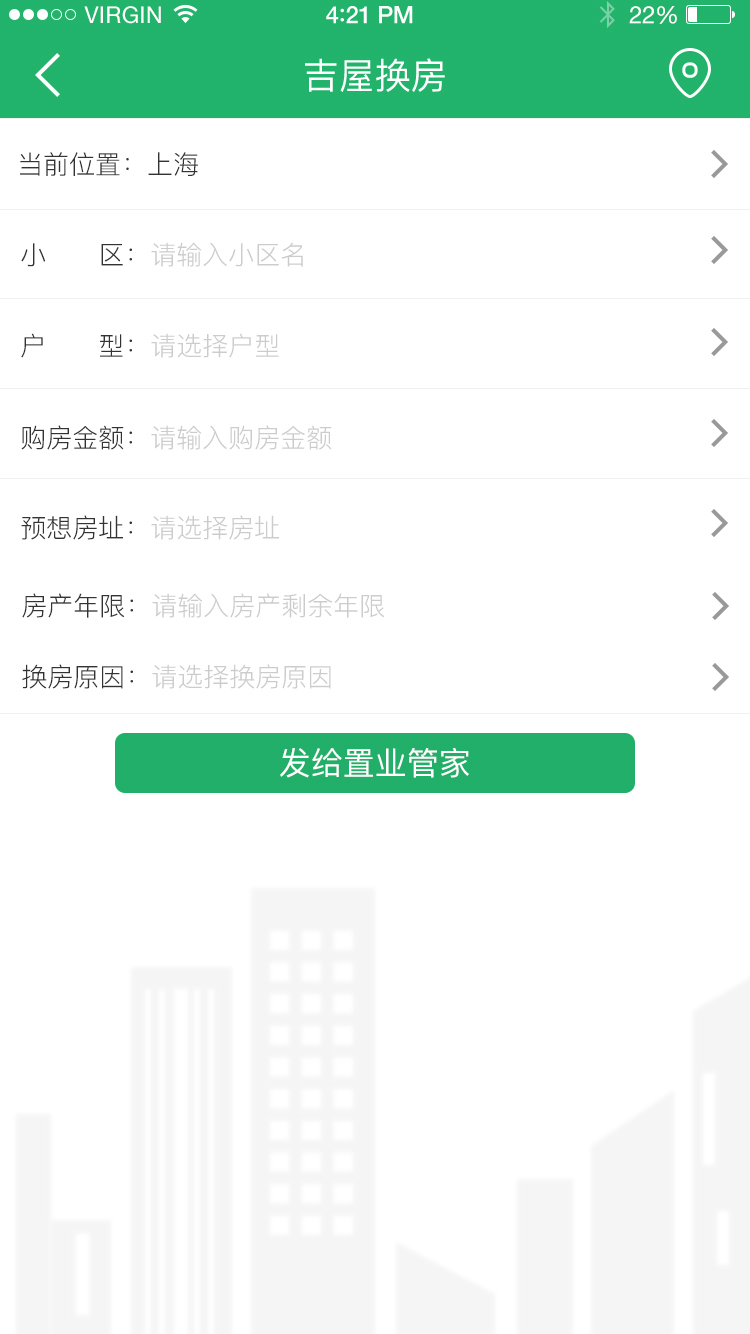 VIRGIN 4:21 PM 22%
吉屋换房
当前位置：上海
小 区：请输入小区名
户 型：请选择户型
购房金额：请输入购房金额
预想房址：请选择房址
房产年限：请输入房产剩余年限
换房原因：请选择换房原因
发给置业管家